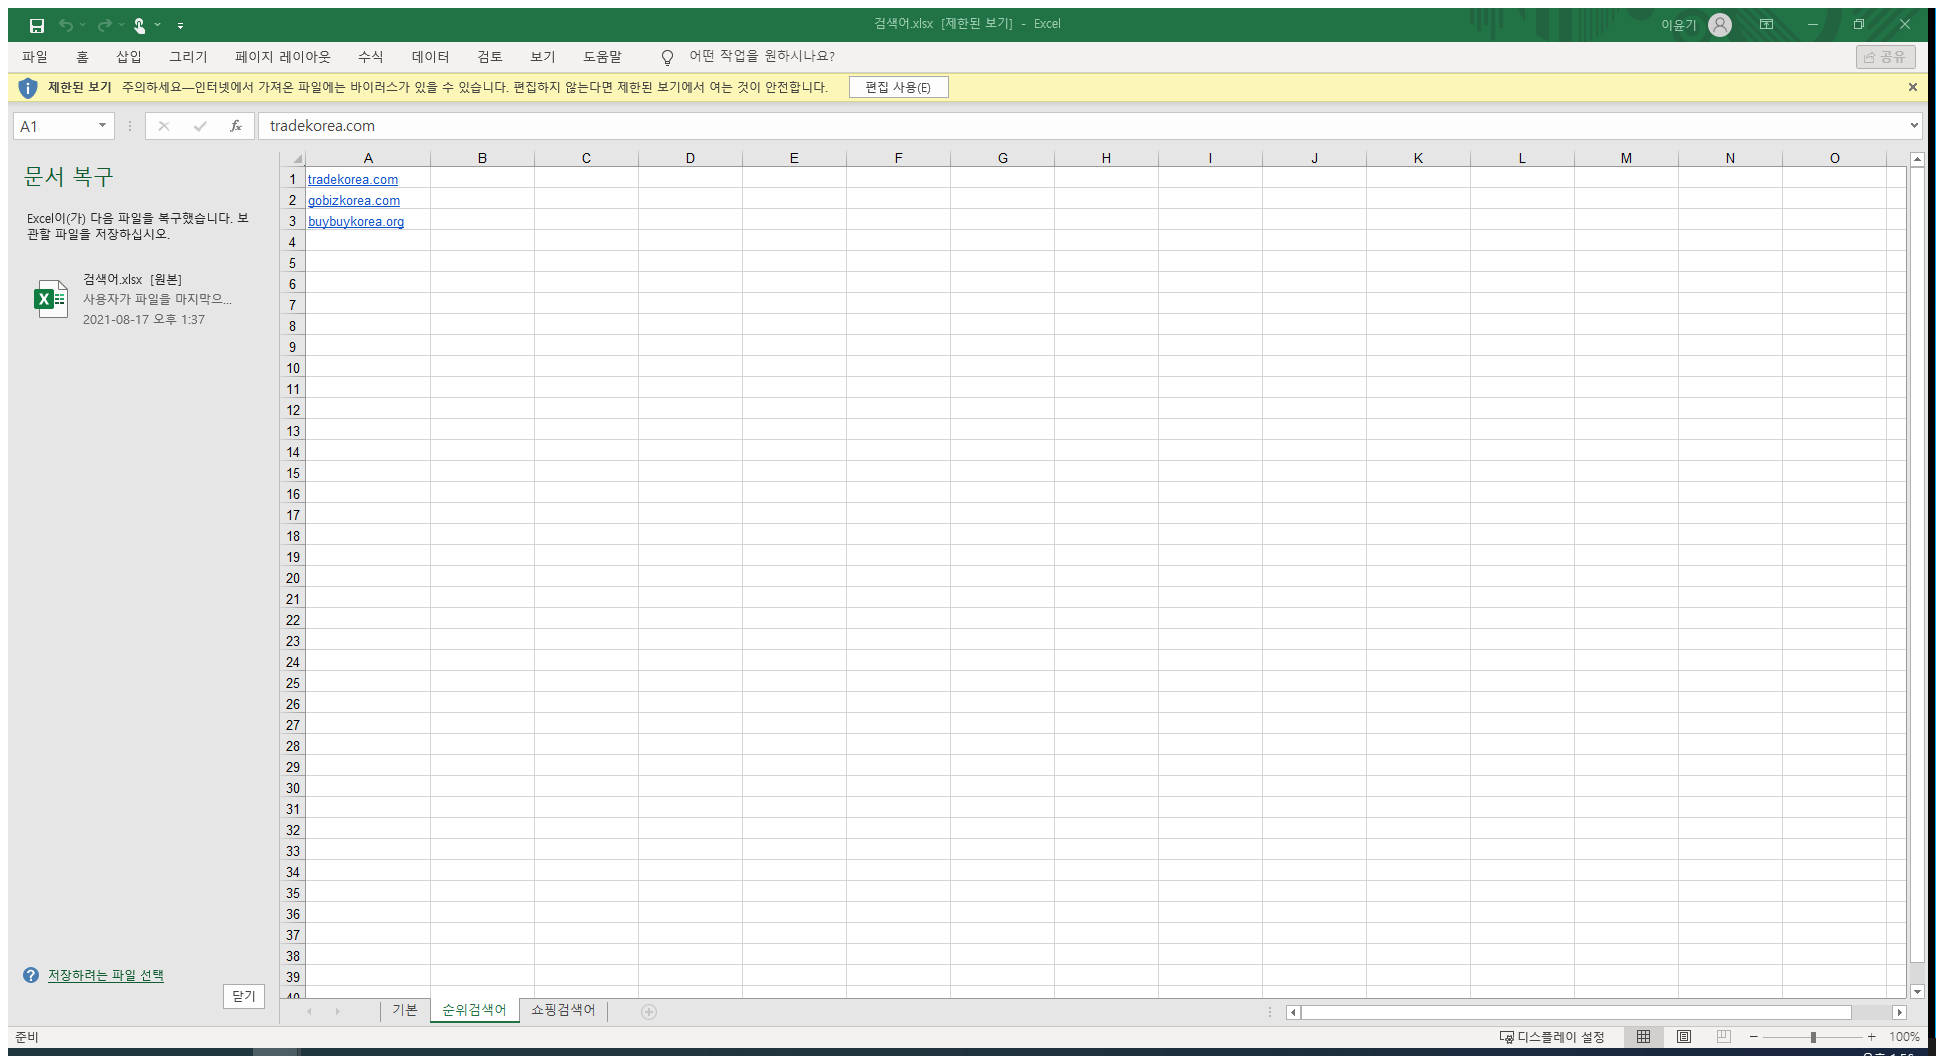 검색어.xlsx [제한된 보기] - Excel
이윤기
파일 홈 삽입 그리기 페이지 레이아웃 수식 데이터 검토 보기 도움말 어떤 작업을 원하시나요? 공유
제한된 보기 주의하세요—인터넷에서 가져온 파일에는 바이러스가 있을 수 있습니다. 편집하지 않는다면 제한된 보기에서 여는 것이 안전합니다. 편집 사용(E)
A1 fx tradekorea.com
문서 복구
Excel이(가) 다음 파일을 복구했습니다. 보
관할 파일을 저장하십시오.
검색어.xlsx [원본]
사용자가 파일을 마지막으...
2021-08-17 오후 1:37
저장하려는 파일 선택
닫기
A B C D E F G H I J K L M N O
1 tradekorea.com
2 gobizkorea.com
3 buybuykorea.org
4
5
6
7
8
9
10
11
12
13
14
15
16
17
18
19
20
21
22
23
24
25
26
27
28
29
30
31
32
33
34
35
36
37
38
39
40
기본 순위검색어 쇼핑검색어
준비 디스플레이 설정 100%